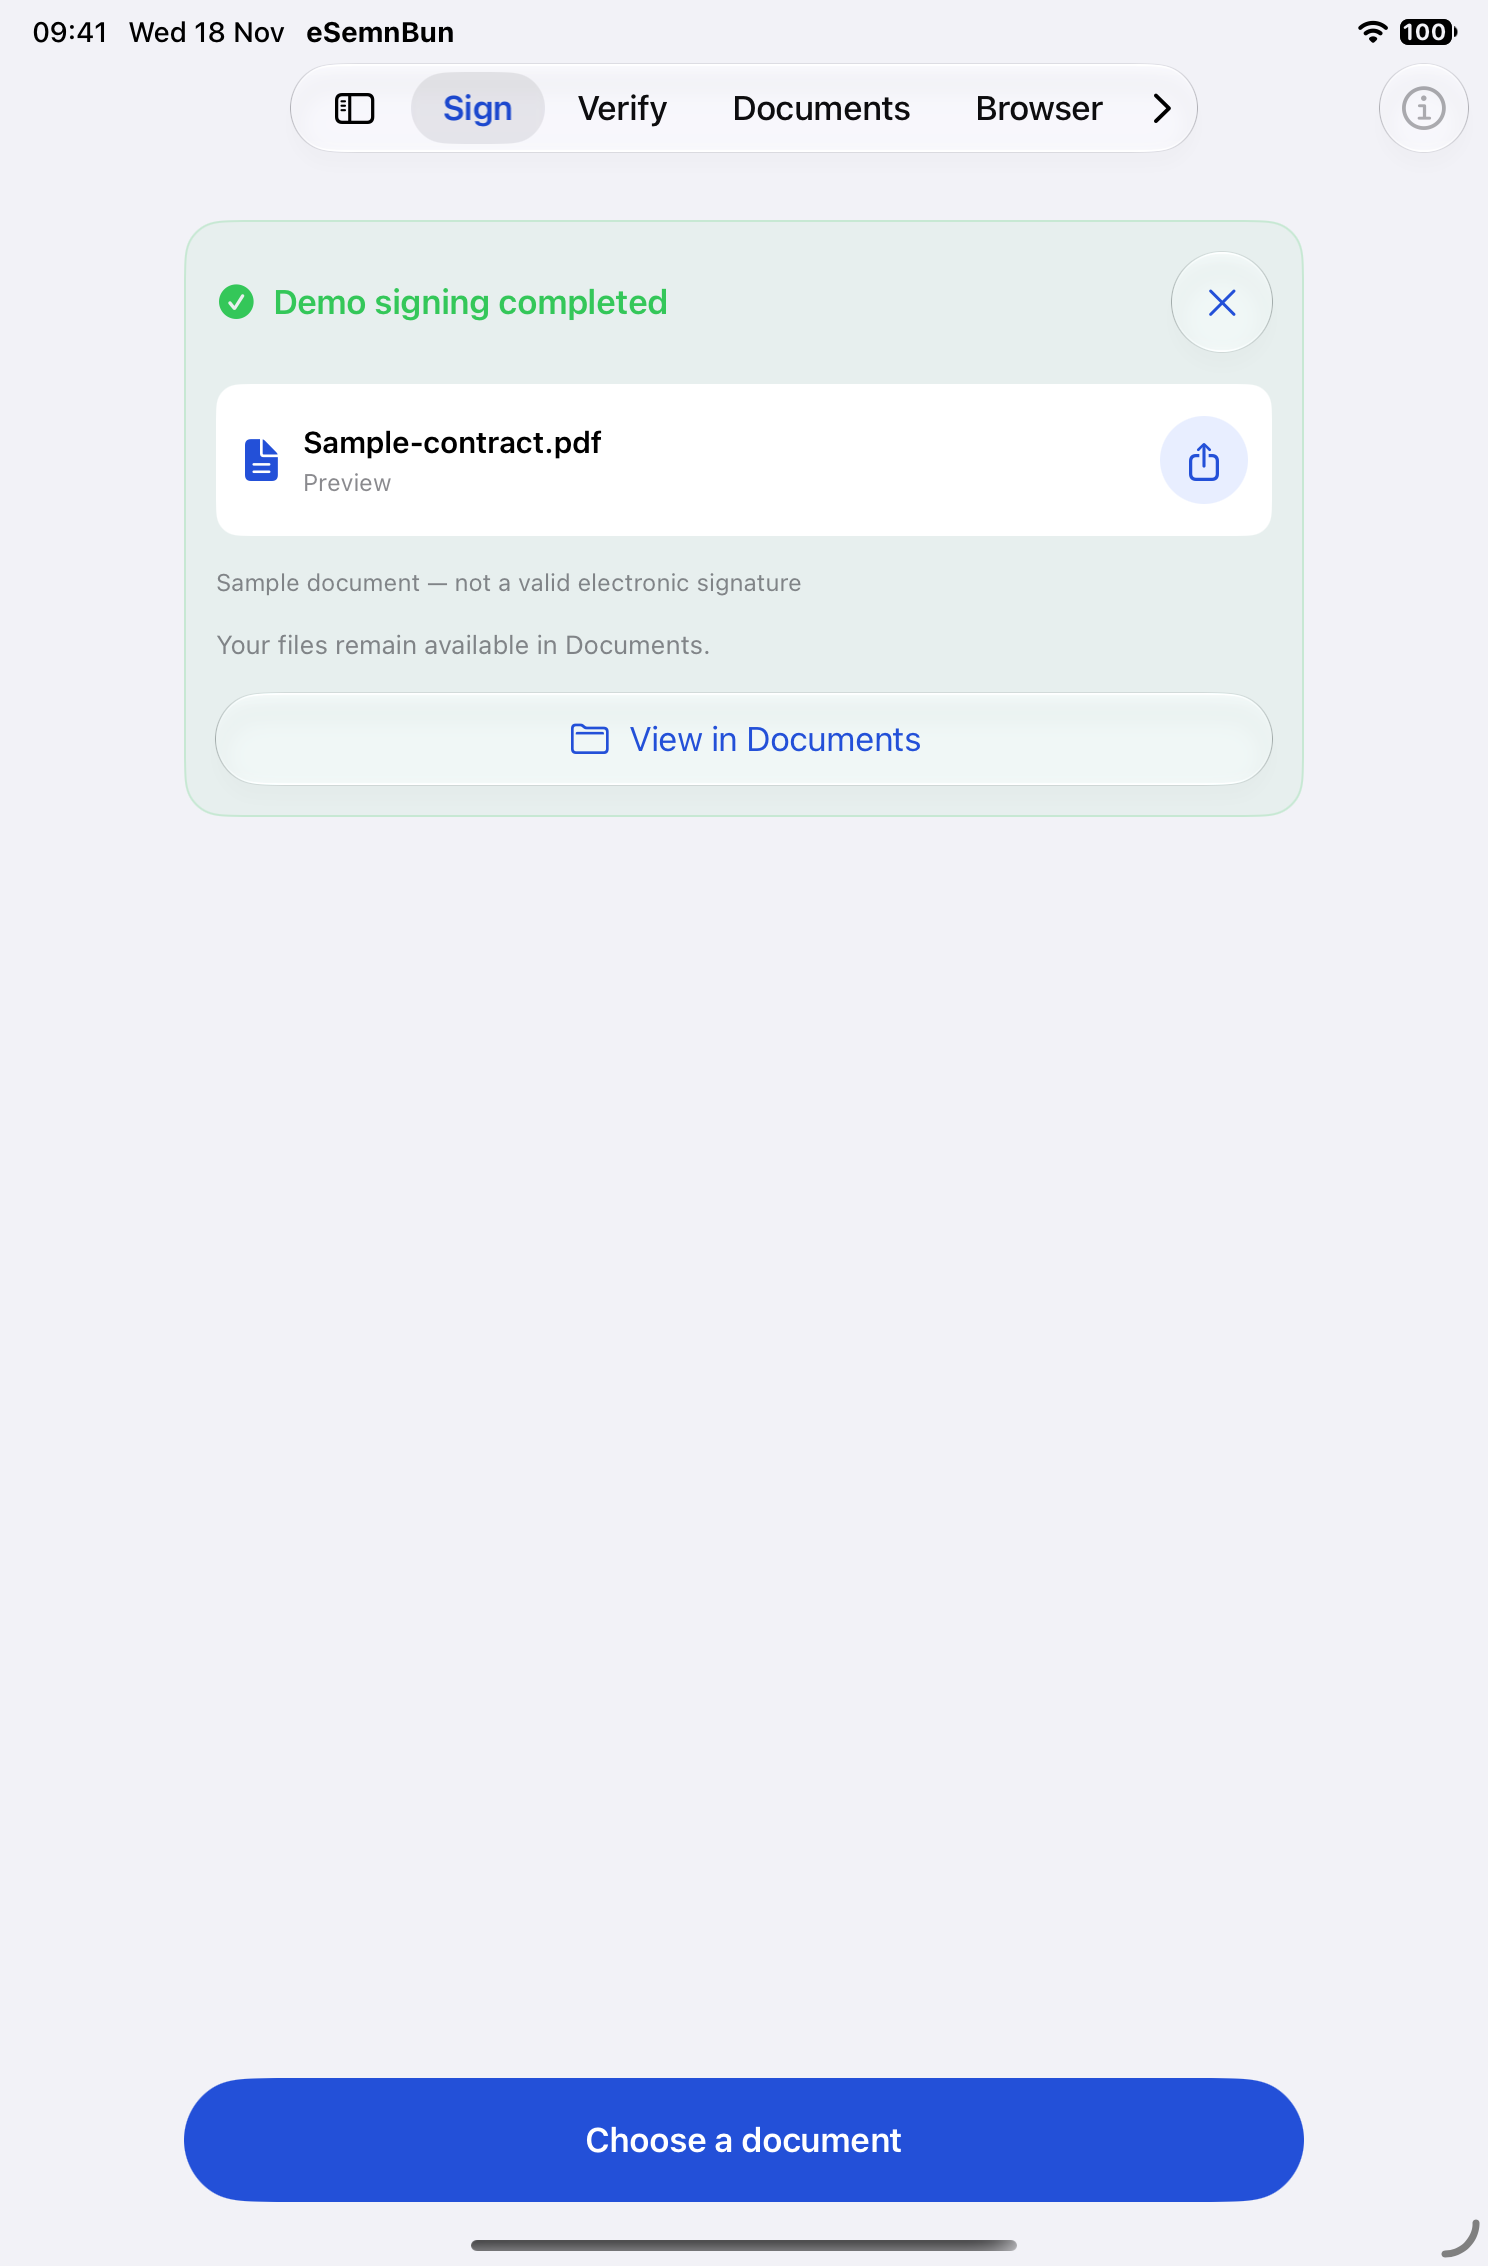 09:41 Wed 18 Nov eSemnBun 100
Sign Verify Documents Browser
Demo signing completed
Sample-contract.pdf
Preview
Sample document — not a valid electronic signature
Your files remain available in Documents.
View in Documents
Choose a document